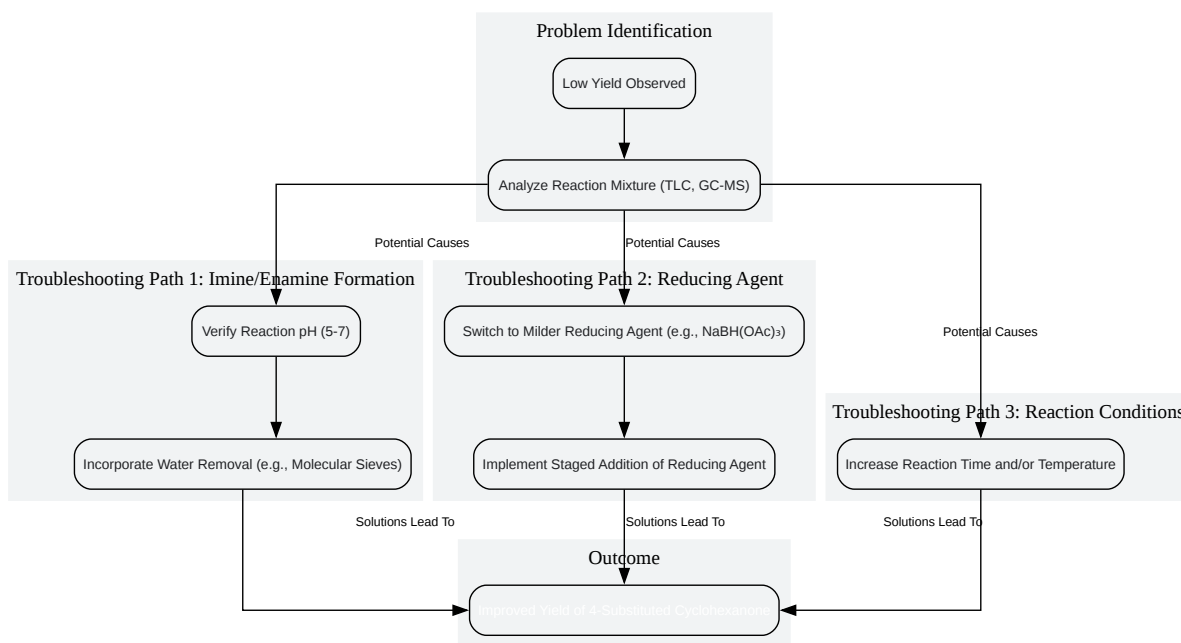 Problem Identification
Low Yield Observed
Analyze Reaction Mixture (TLC, GC-MS)
Potential Causes
Potential Causes
Troubleshooting Path 1: Imine/Enamine Formation
Troubleshooting Path 2: Reducing Agent
Verify Reaction pH (5-7)
Switch to Milder Reducing Agent (e.g., NaBH(OAc)₃)
Potential Causes
Troubleshooting Path 3: Reaction Conditions
Incorporate Water Removal (e.g., Molecular Sieves)
Implement Staged Addition of Reducing Agent
Increase Reaction Time and/or Temperature
Solutions Lead To
Solutions Lead To
Solutions Lead To
Outcome
Improved Yield of 4-Substituted Cyclohexanone